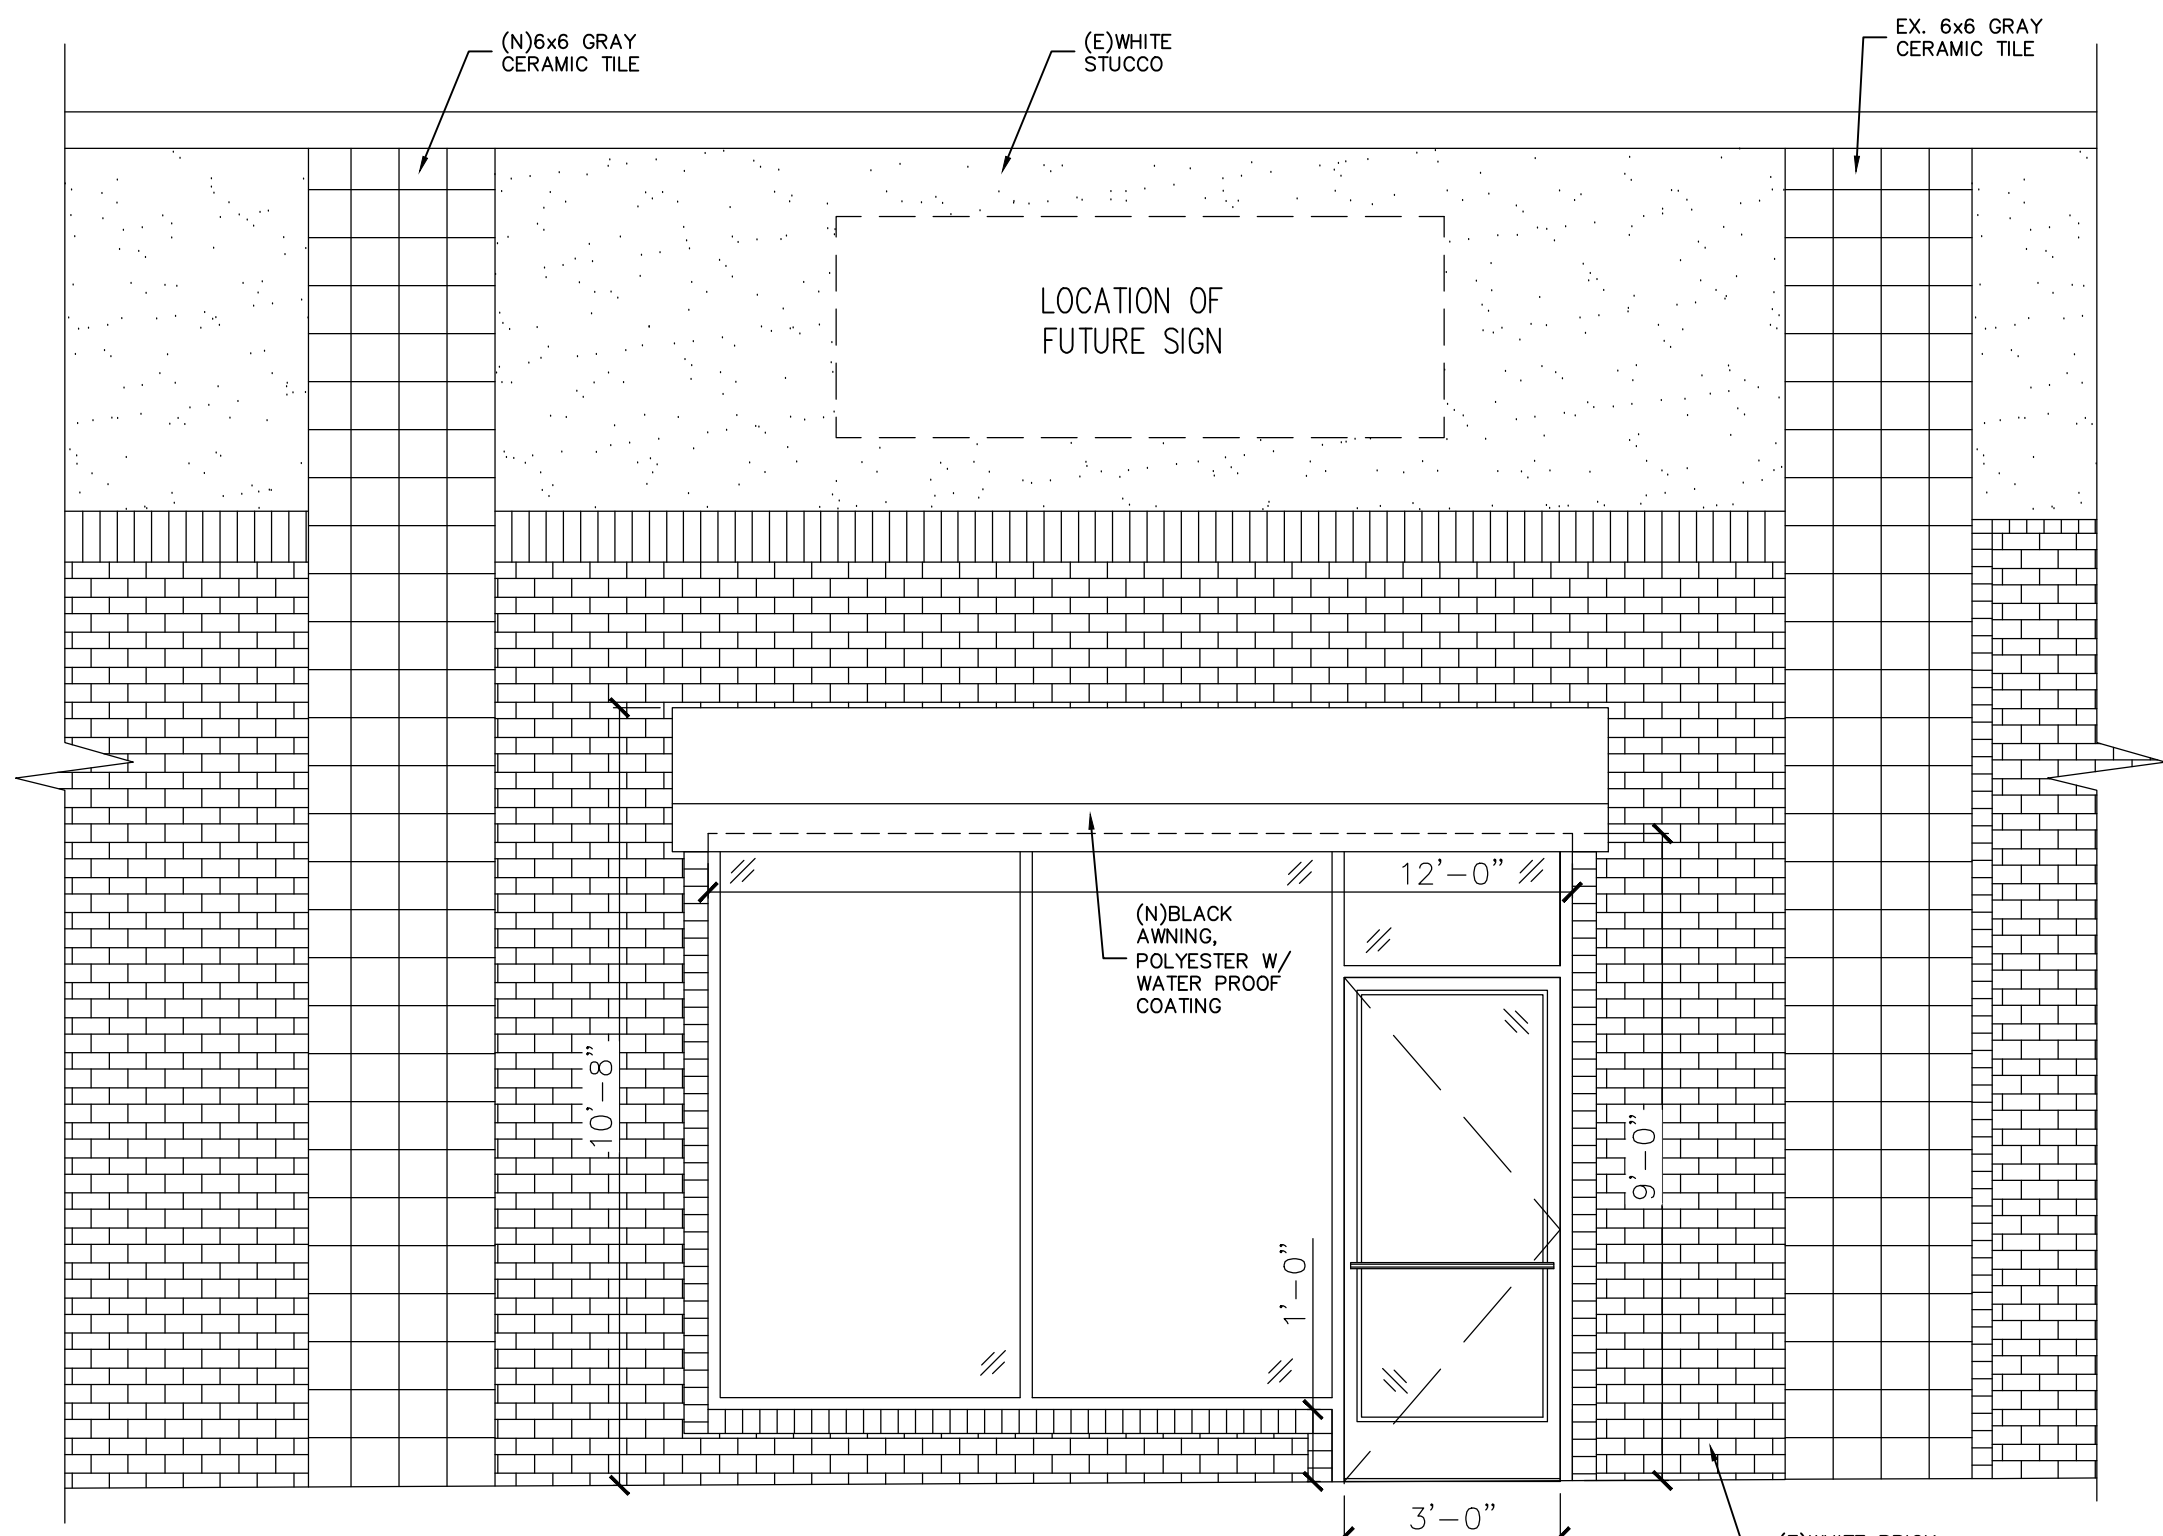 (N)6x6 GRAY
CERAMIC TILE
(E)WHITE
STUCCO
EX. 6x6 GRAY
CERAMIC TILE
LOCATION OF
FUTURE SIGN
12'-0"
(N)BLACK
AWNING,
POLYESTER W/
WATER PROOF
COATING
10'-8"
9'-0"
1'-0"
3'-0"